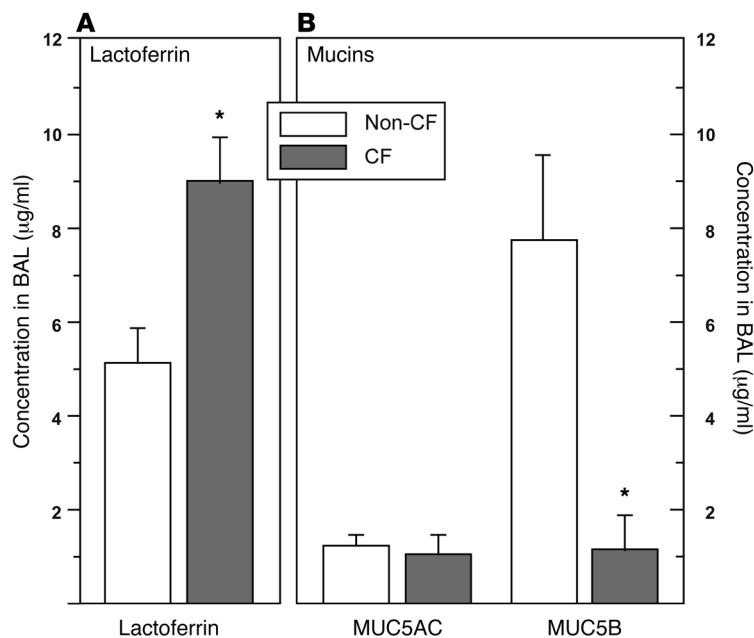 A
B
Lactoferrin
Mucins
Non-CF
CF
Concentration in BAL (μg/ml)
12
10
8
6
4
2
*
*
12
10
8
6
4
2
Concentration in BAL (μg/ml)
Lactoferrin
MUC5AC
MUC5B